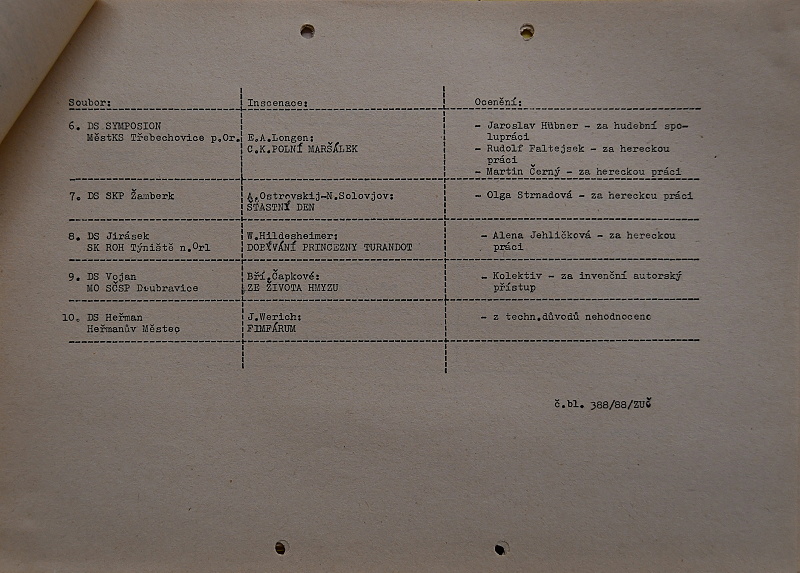 Soubor: Inscenace: Ocenění:
6. DS SYMPOSION
MěstKS Třebechovice p.Or.
E.A.Longen:
C.K.POLNÍ MARŠÁLEK
- Jaroslav Hübner - za hudební spo-
lupráci
- Rudolf Faltejsek - za hereckou
práci
- Martin Černý - za hereckou práci
7. DS SKP Žamberk
A.Ostrovskij-N.Solovjov:
ŠŤASTNÝ DEN
- Olga Strnadová - za hereckou práci
8. DS Jirásek
SK ROH Týniště n.Orl
W.Hildesheimer:
DOBÝVÁNÍ PRINCEZNY TURANDOT
- Alena Jehličková - za hereckou
práci
9. DS Vojan
MO SČSP Doubravice
Bří.Čapkové:
ZE ŽIVOTA HMYZU
- Kolektiv - za invenční autorský
přístup
10. DS Heřman
Heřmanův Městec
J.Werich:
FIMFÁRUM
- z techn.důvodů nehodnoceno
č.bl. 388/88/ZUČ